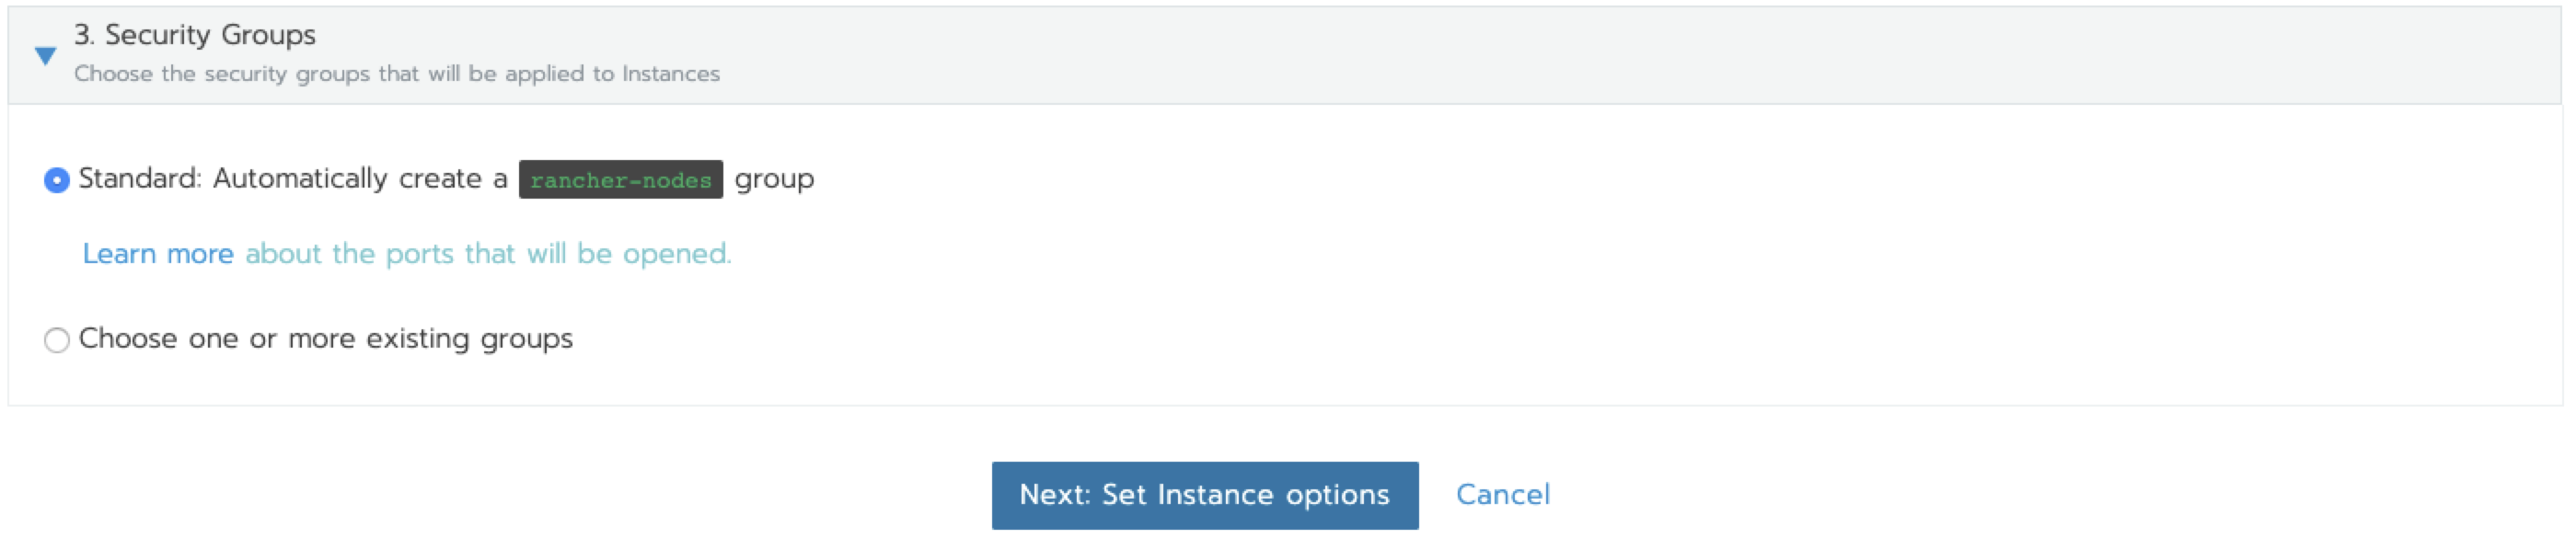 3. Security Groups
Choose the security groups that will be applied to Instances
Standard: Automatically create a rancher-nodes group
Learn more about the ports that will be opened.
Choose one or more existing groups
Next: Set Instance options Cancel